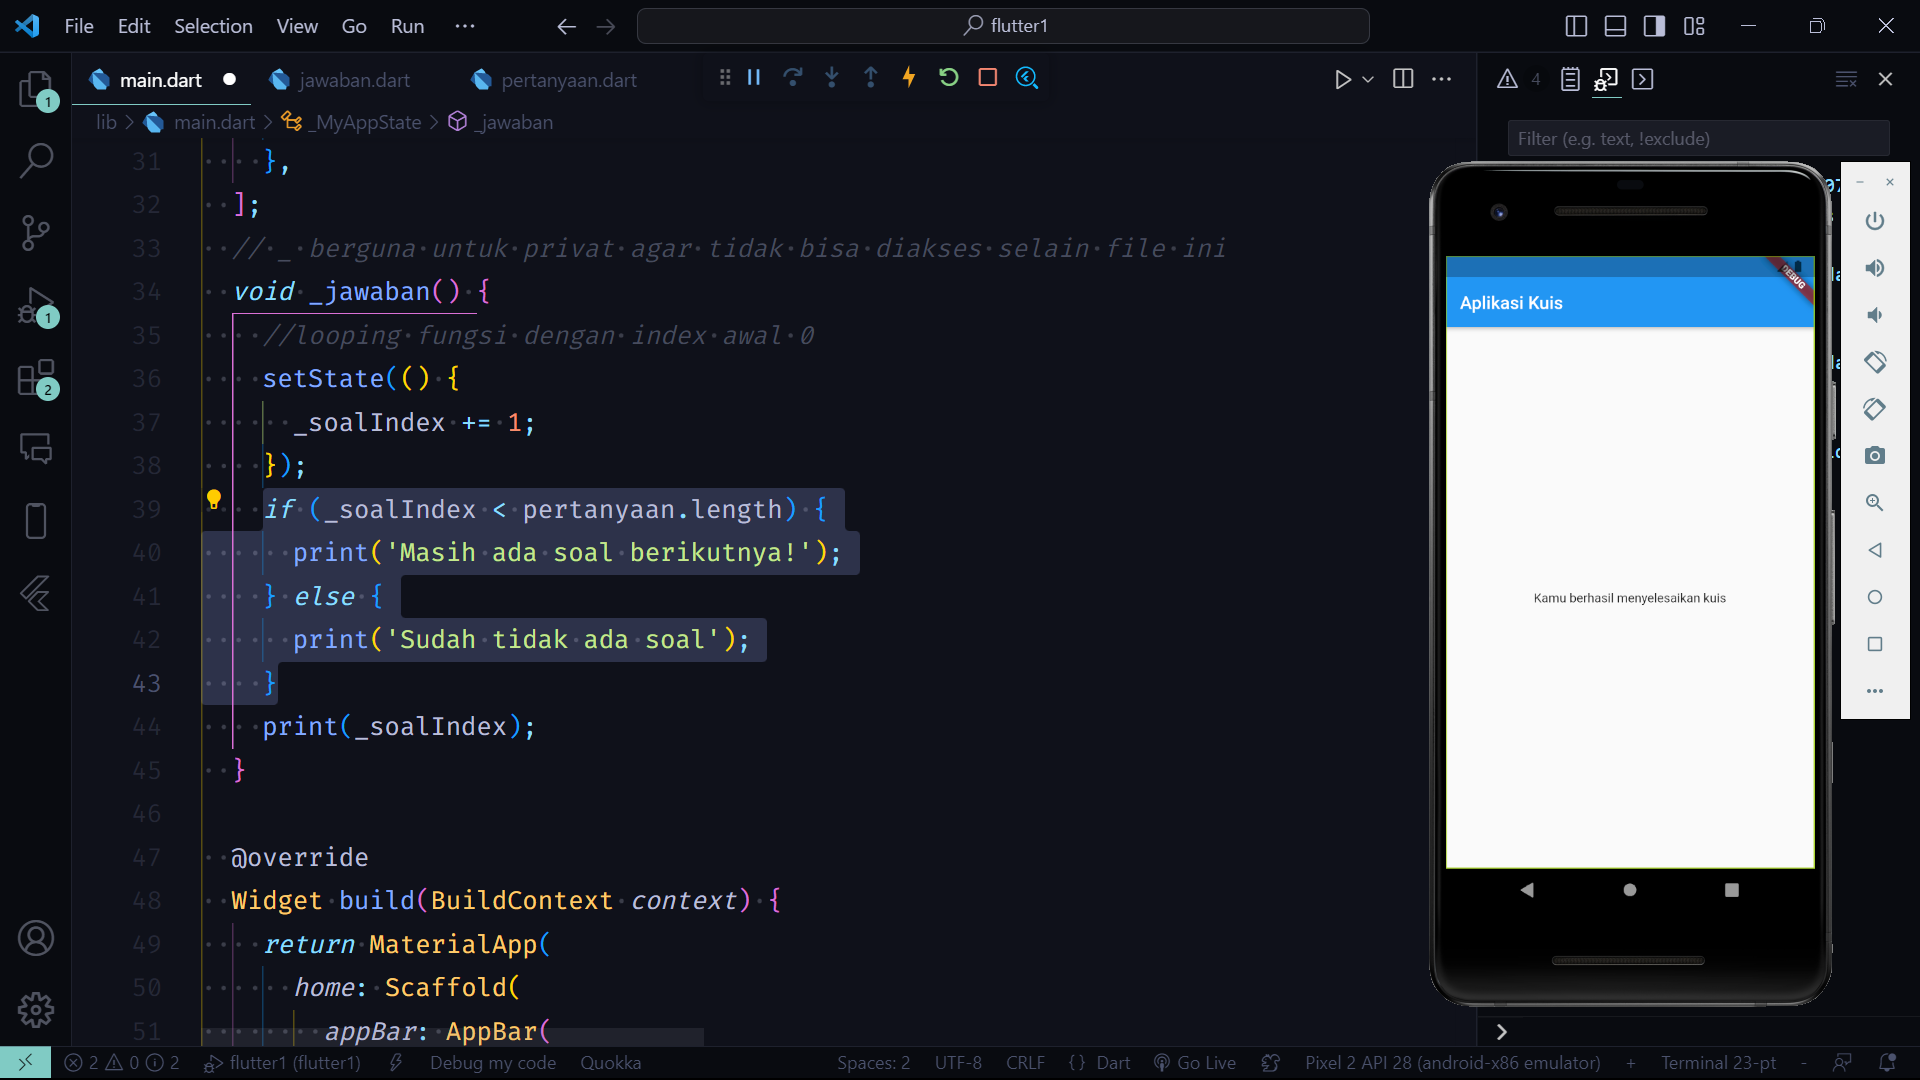 File Edit Selection View Go Run ···
flutter1
main.dart
jawaban.dart
pertanyaan.dart
4
lib > main.dart > _MyAppState > _jawaban
Filter (e.g. text, !exclude)
31 },
32 ];
33 // _ berguna untuk privat agar tidak bisa diakses selain file ini
34 void _jawaban() {
35 //looping fungsi dengan index awal 0
36 setState(() {
37 _soalIndex += 1;
38 });
39 if (_soalIndex < pertanyaan.length) {
40 print('Masih ada soal berikutnya!');
41 } else {
42 print('Sudah tidak ada soal');
43 }
44 print(_soalIndex);
45 }
46
47 @override
48 Widget build(BuildContext context) {
49 return MaterialApp(
50 home: Scaffold(
51 appBar: AppBar(
1
1
2
DEBUG
Aplikasi Kuis
Kamu berhasil menyelesaikan kuis
2 0 2 flutter1 (flutter1) Debug my code Quokka Spaces: 2 UTF-8 CRLF {} Dart Go Live Pixel 2 API 28 (android-x86 emulator) + Terminal 23-pt -